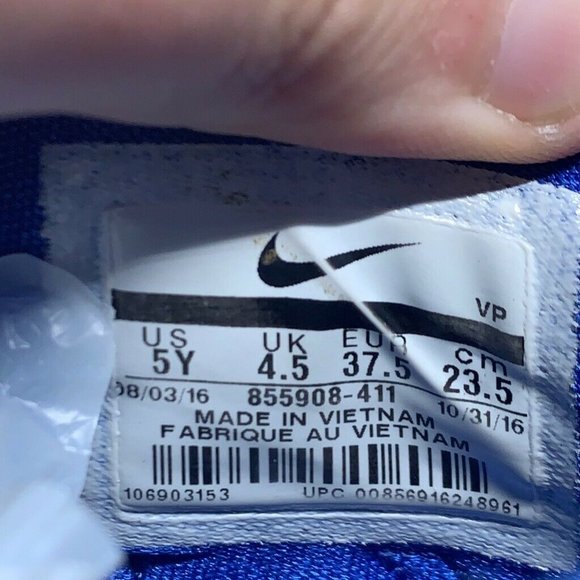 VP
US UK EUR cm
5Y 4.5 37.5 23.5
08/03/16 855908-411 10/31/16
MADE IN VIETNAM
FABRIQUE AU VIETNAM
106903153 UPC 00856916248961